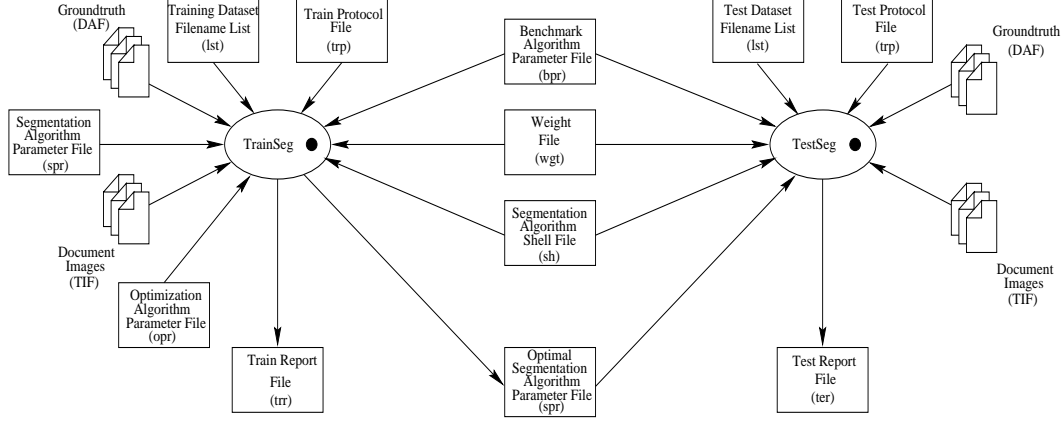 Groundtruth
(DAF)
Training Dataset
Filename List
(lst)
Train Protocol
File
(trp)
Benchmark
Algorithm
Parameter File
(bpr)
Test Dataset
Filename List
(lst)
Test Protocol
File
(trp)
Groundtruth
(DAF)
Segmentation
Algorithm
Parameter File
(spr)
TrainSeg
Weight
File
(wgt)
TestSeg
Document
Images
(TIF)
Segmentation
Algorithm
Shell File
(sh)
Document
Images
(TIF)
Optimization
Algorithm
Parameter File
(opr)
Train Report
File
(trr)
Optimal
Segmentation
Algorithm
Parameter File
(spr)
Test Report
File
(ter)